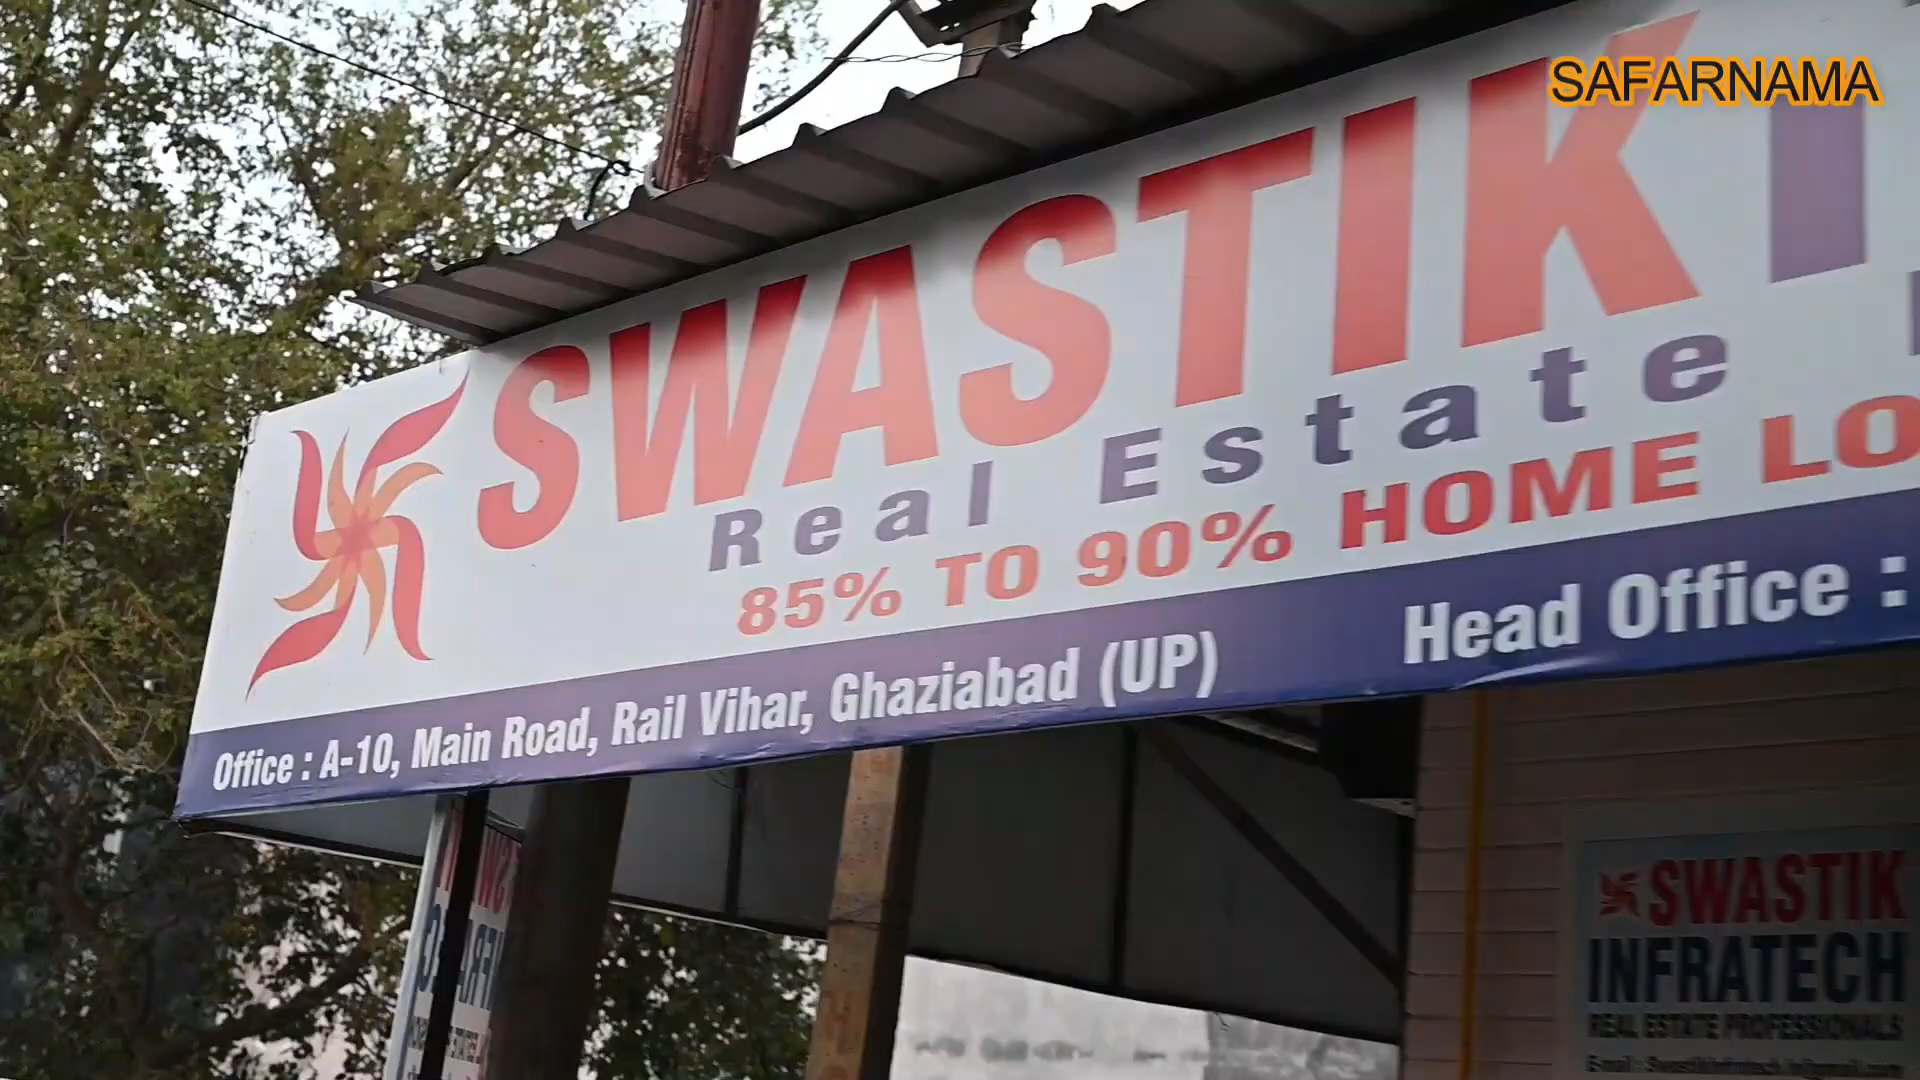 SAFARNAMA
SWASTIK
Real Estate
85% TO 90% HOME LO
Office : A-10, Main Road, Rail Vihar, Ghaziabad (UP)
Head Office :
SWASTIK
INFRATECH
REAL ESTATE PROFESSIONALS